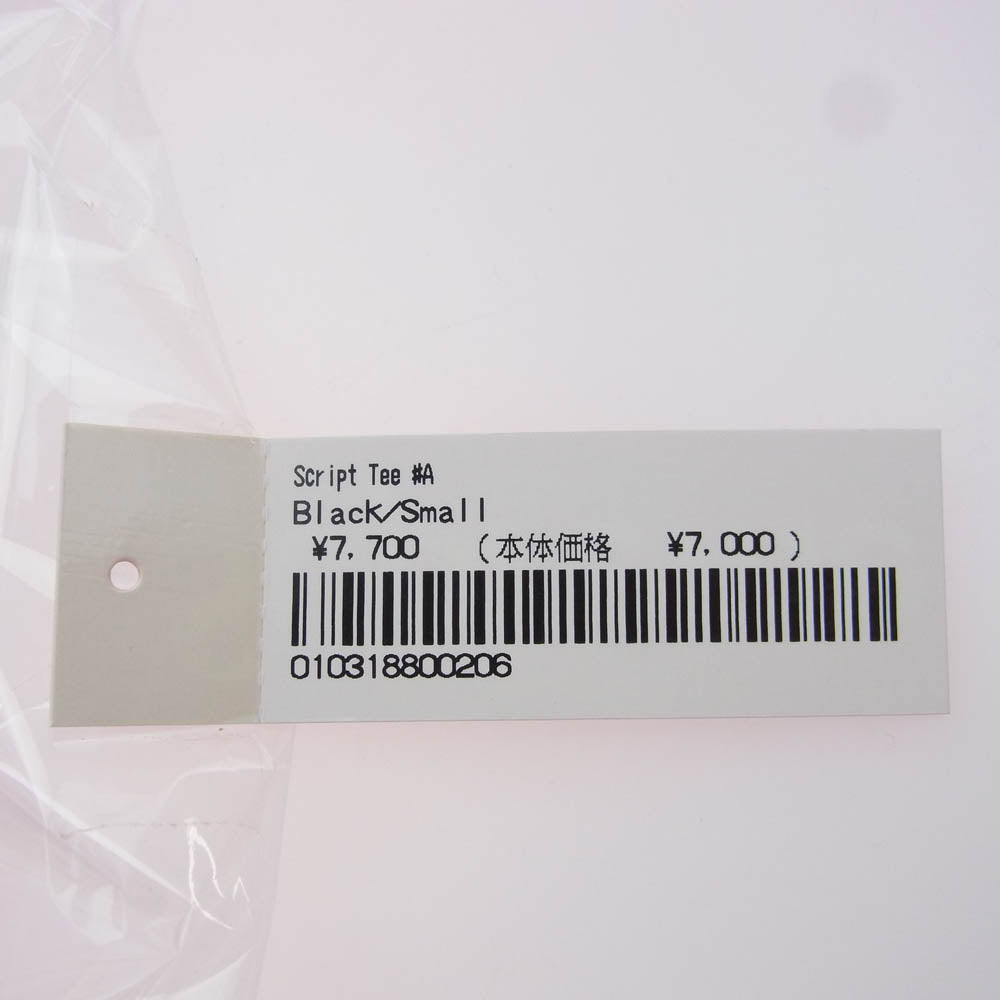 Script Tee #A
Black/Small
¥7,700 (本体価格 ¥7,000)
010318800206